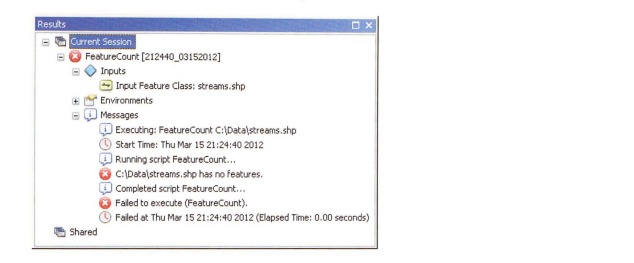 Results
Current Session
FeatureCount [212440_03152012]
Inputs
Input Feature Class: streams.shp
Environments
Messages
Executing: FeatureCount C:\Data\streams.shp
Start Time: Thu Mar 15 21:24:40 2012
Running script FeatureCount...
C:\Data\streams.shp has no features.
Completed script FeatureCount...
Failed to execute (FeatureCount).
Failed at Thu Mar 15 21:24:40 2012 (Elapsed Time: 0.00 seconds)
Shared